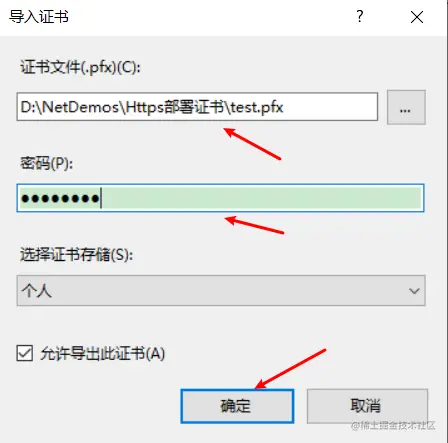 导入证书
证书文件(.pfx)(C):
D:\NetDemos\Https部署证书\test.pfx
...
密码(P):
●●●●●●●●
选择证书存储(S):
个人
允许导出此证书(A)
确定
取消
@稀土掘金技术社区